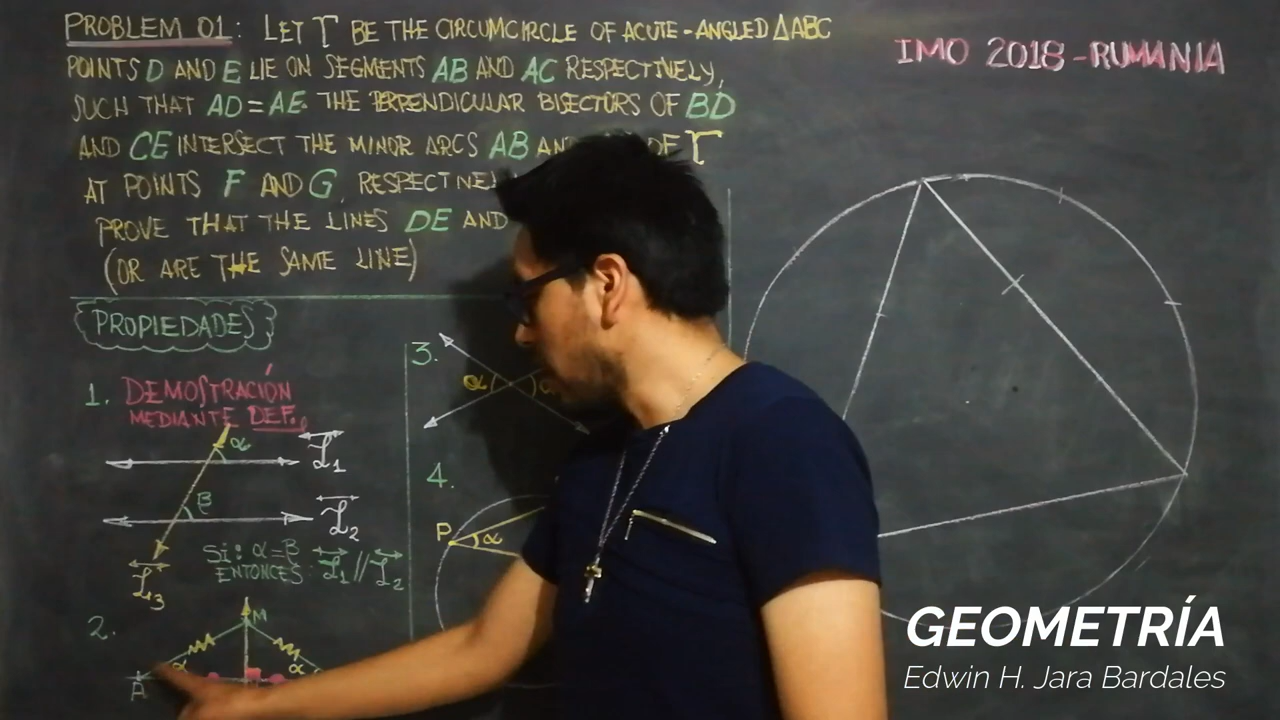 PROBLEM 01: LET Γ BE THE CIRCUMCIRCLE OF ACUTE-ANGLED ΔABC
POINTS D AND E LIE ON SEGMENTS AB AND AC RESPECTIVELY,
SUCH THAT AD=AE. THE PERPENDICULAR BISECTORS OF BD
AND CE INTERSECT THE MINOR ARCS AB AN OF Γ
AT POINTS F AND G, RESPECTIVEL
PROVE THAT THE LINES DE AND
(OR ARE THE SAME LINE)
IMO 2018-RUMANIA
PROPIEDADES
1. DEMOSTRACIÓN
MEDIANTE DEF.
α
L1
β
L2
Si: α=β
ENTONCES: L1//L2
L3
2.
M
α α
A
3.
α
4.
P α
GEOMETRÍA
Edwin H. Jara Bardales